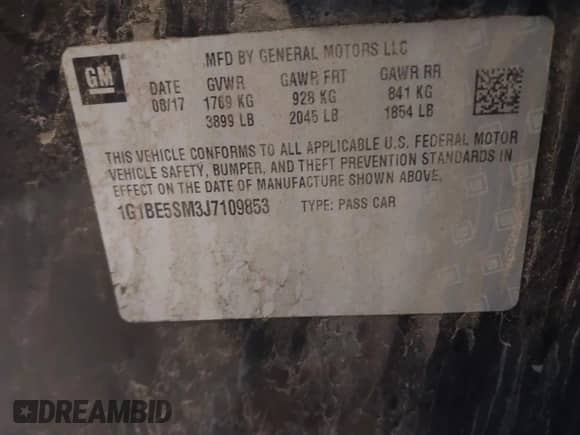 GM
MFD BY GENERAL MOTORS LLC
DATE GVWR GAWR FRT GAWR RR
08/17 1769 KG 928 KG 841 KG
3899 LB 2045 LB 1854 LB
THIS VEHICLE CONFORMS TO ALL APPLICABLE U.S. FEDERAL MOTOR
VEHICLE SAFETY, BUMPER, AND THEFT PREVENTION STANDARDS IN
EFFECT ON THE DATE OF MANUFACTURE SHOWN ABOVE.
1G1BE5SM3J7109853 TYPE: PASS CAR
DREAMBID